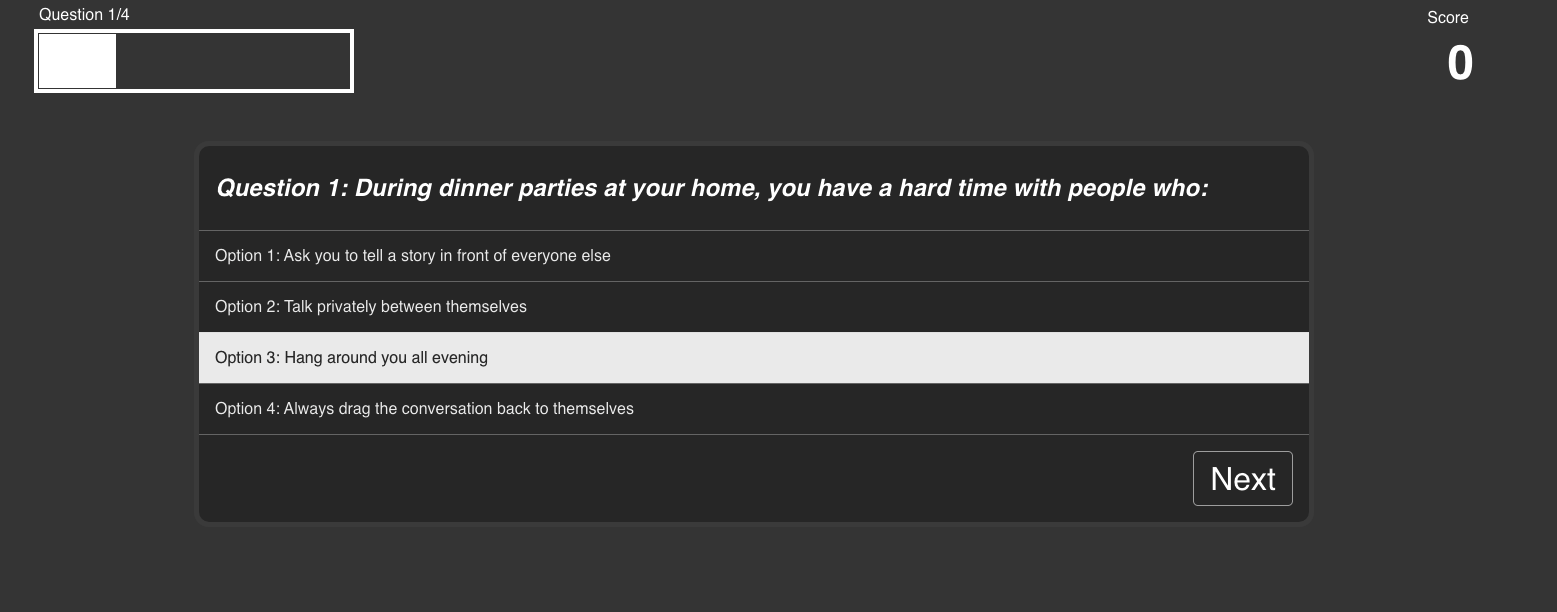 Question 1/4
Score
0
Question 1: During dinner parties at your home, you have a hard time with people who:
Option 1: Ask you to tell a story in front of everyone else
Option 2: Talk privately between themselves
Option 3: Hang around you all evening
Option 4: Always drag the conversation back to themselves
Next